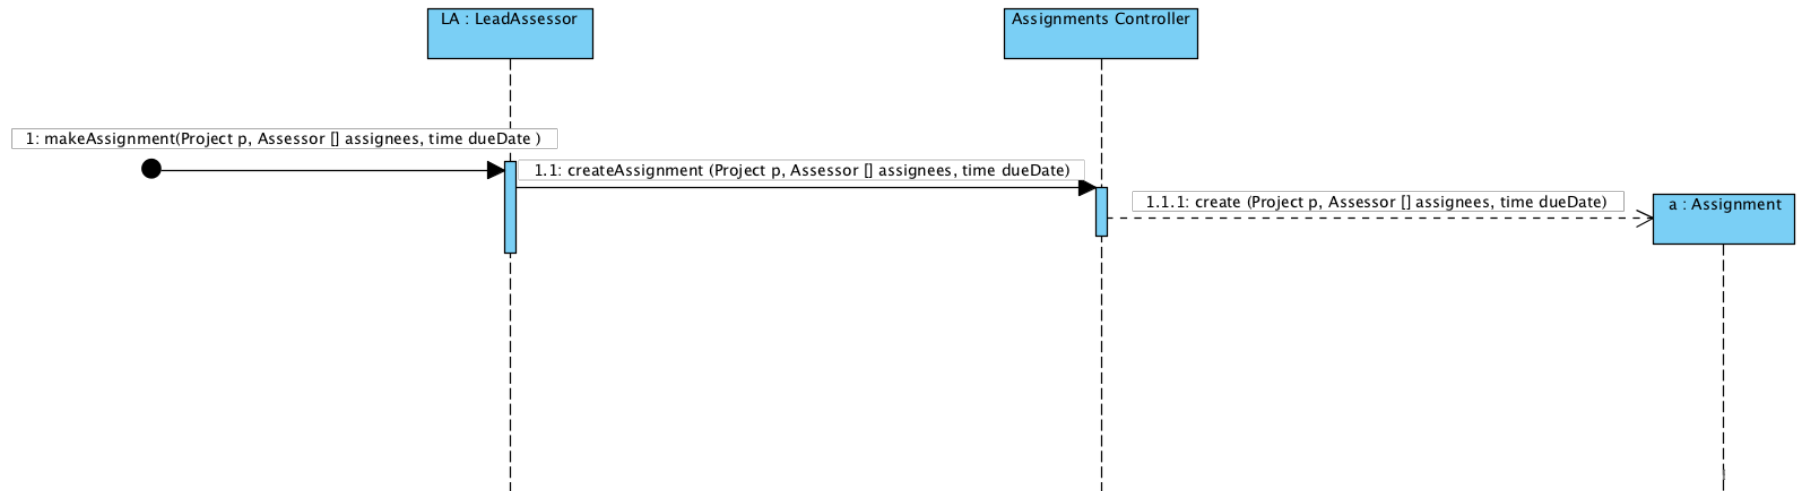 LA : LeadAssessor
Assignments Controller
1: makeAssignment(Project p, Assessor [] assignees, time dueDate )
1.1: createAssignment (Project p, Assessor [] assignees, time dueDate)
1.1.1: create (Project p, Assessor [] assignees, time dueDate)
a : Assignment